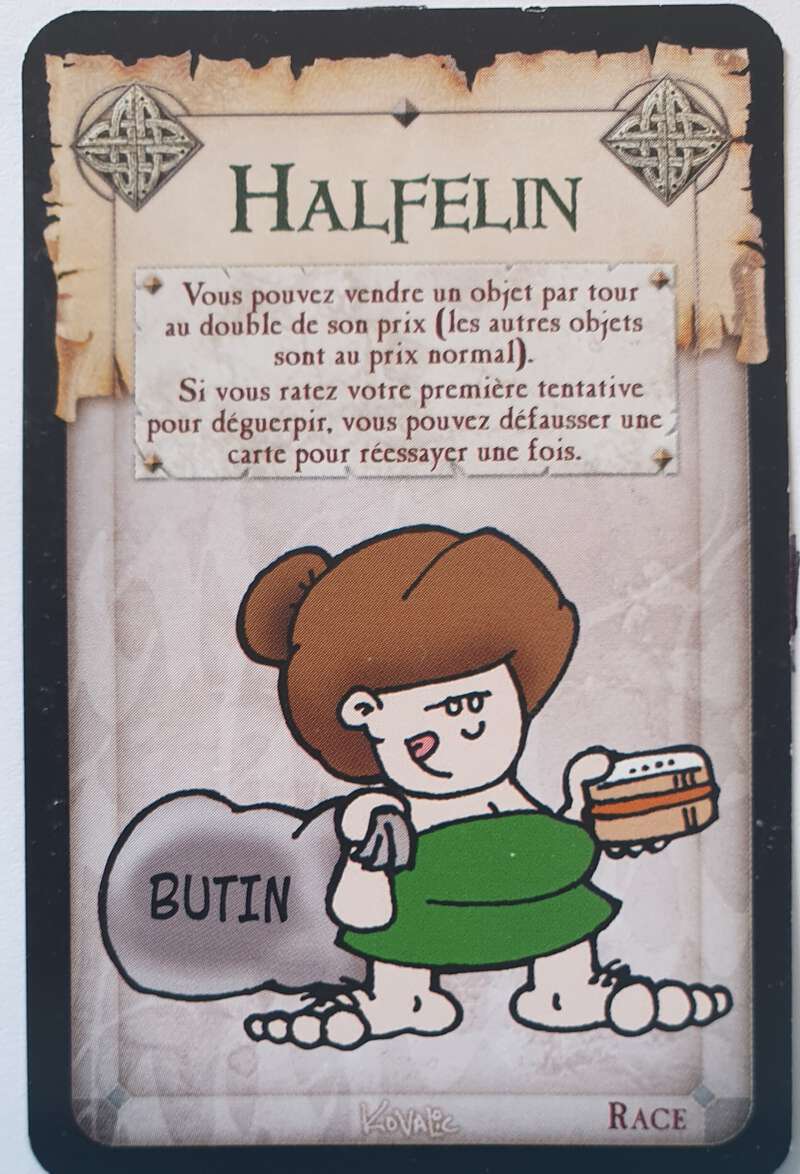 HALFELIN
Vous pouvez vendre un objet par tour
au double de son prix (les autres objets
sont au prix normal).
Si vous ratez votre première tentative
pour déguerpir, vous pouvez défausser une
carte pour réessayer une fois.
BUTIN
KOVALIC
RACE